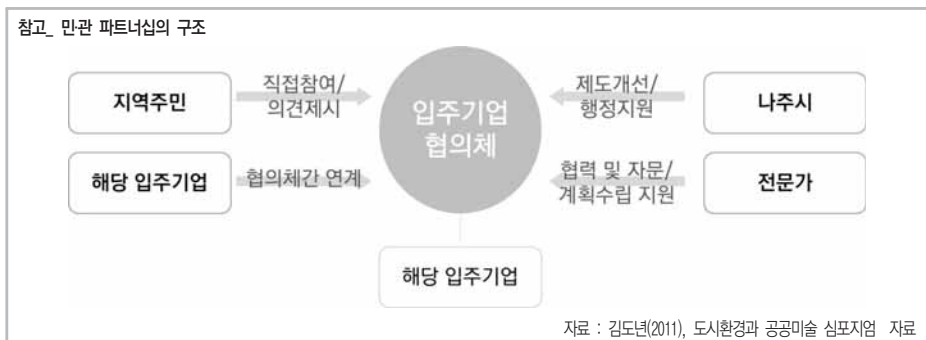 참고_ 민·관 파트너십의 구조
지역주민
직접참여/
의견제시
입주기업
협의체
제도개선/
행정지원
나주시
해당 입주기업
협의체간 연계
협력 및 자문/
계획수립 지원
전문가
해당 입주기업
자료 : 김도년(2011), 도시환경과 공공미술 심포지엄 자료